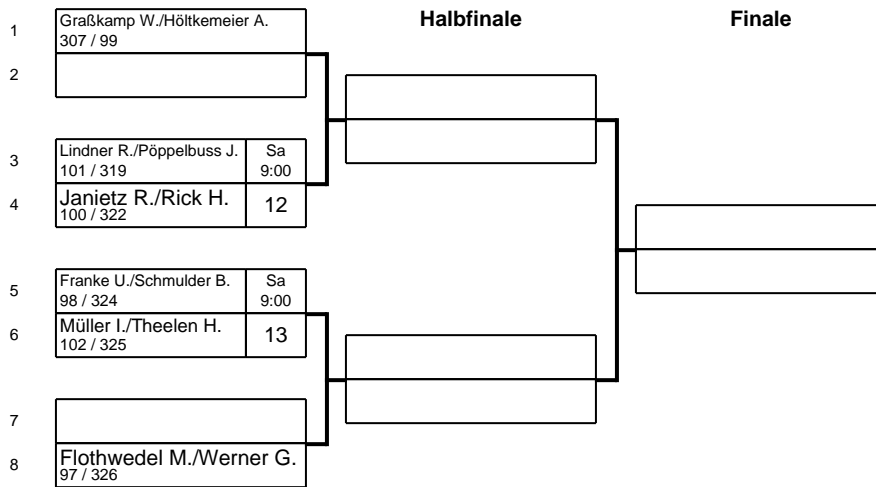 Halbfinale
Finale
1
Graßkamp W./Höltkemeier A.
307 / 99
2
3
Lindner R./Pöppelbuss J.
101 / 319
Sa
9:00
4
Janietz R./Rick H.
100 / 322
12
5
Franke U./Schmulder B.
98 / 324
Sa
9:00
6
Müller I./Theelen H.
102 / 325
13
7
8
Flothwedel M./Werner G.
97 / 326